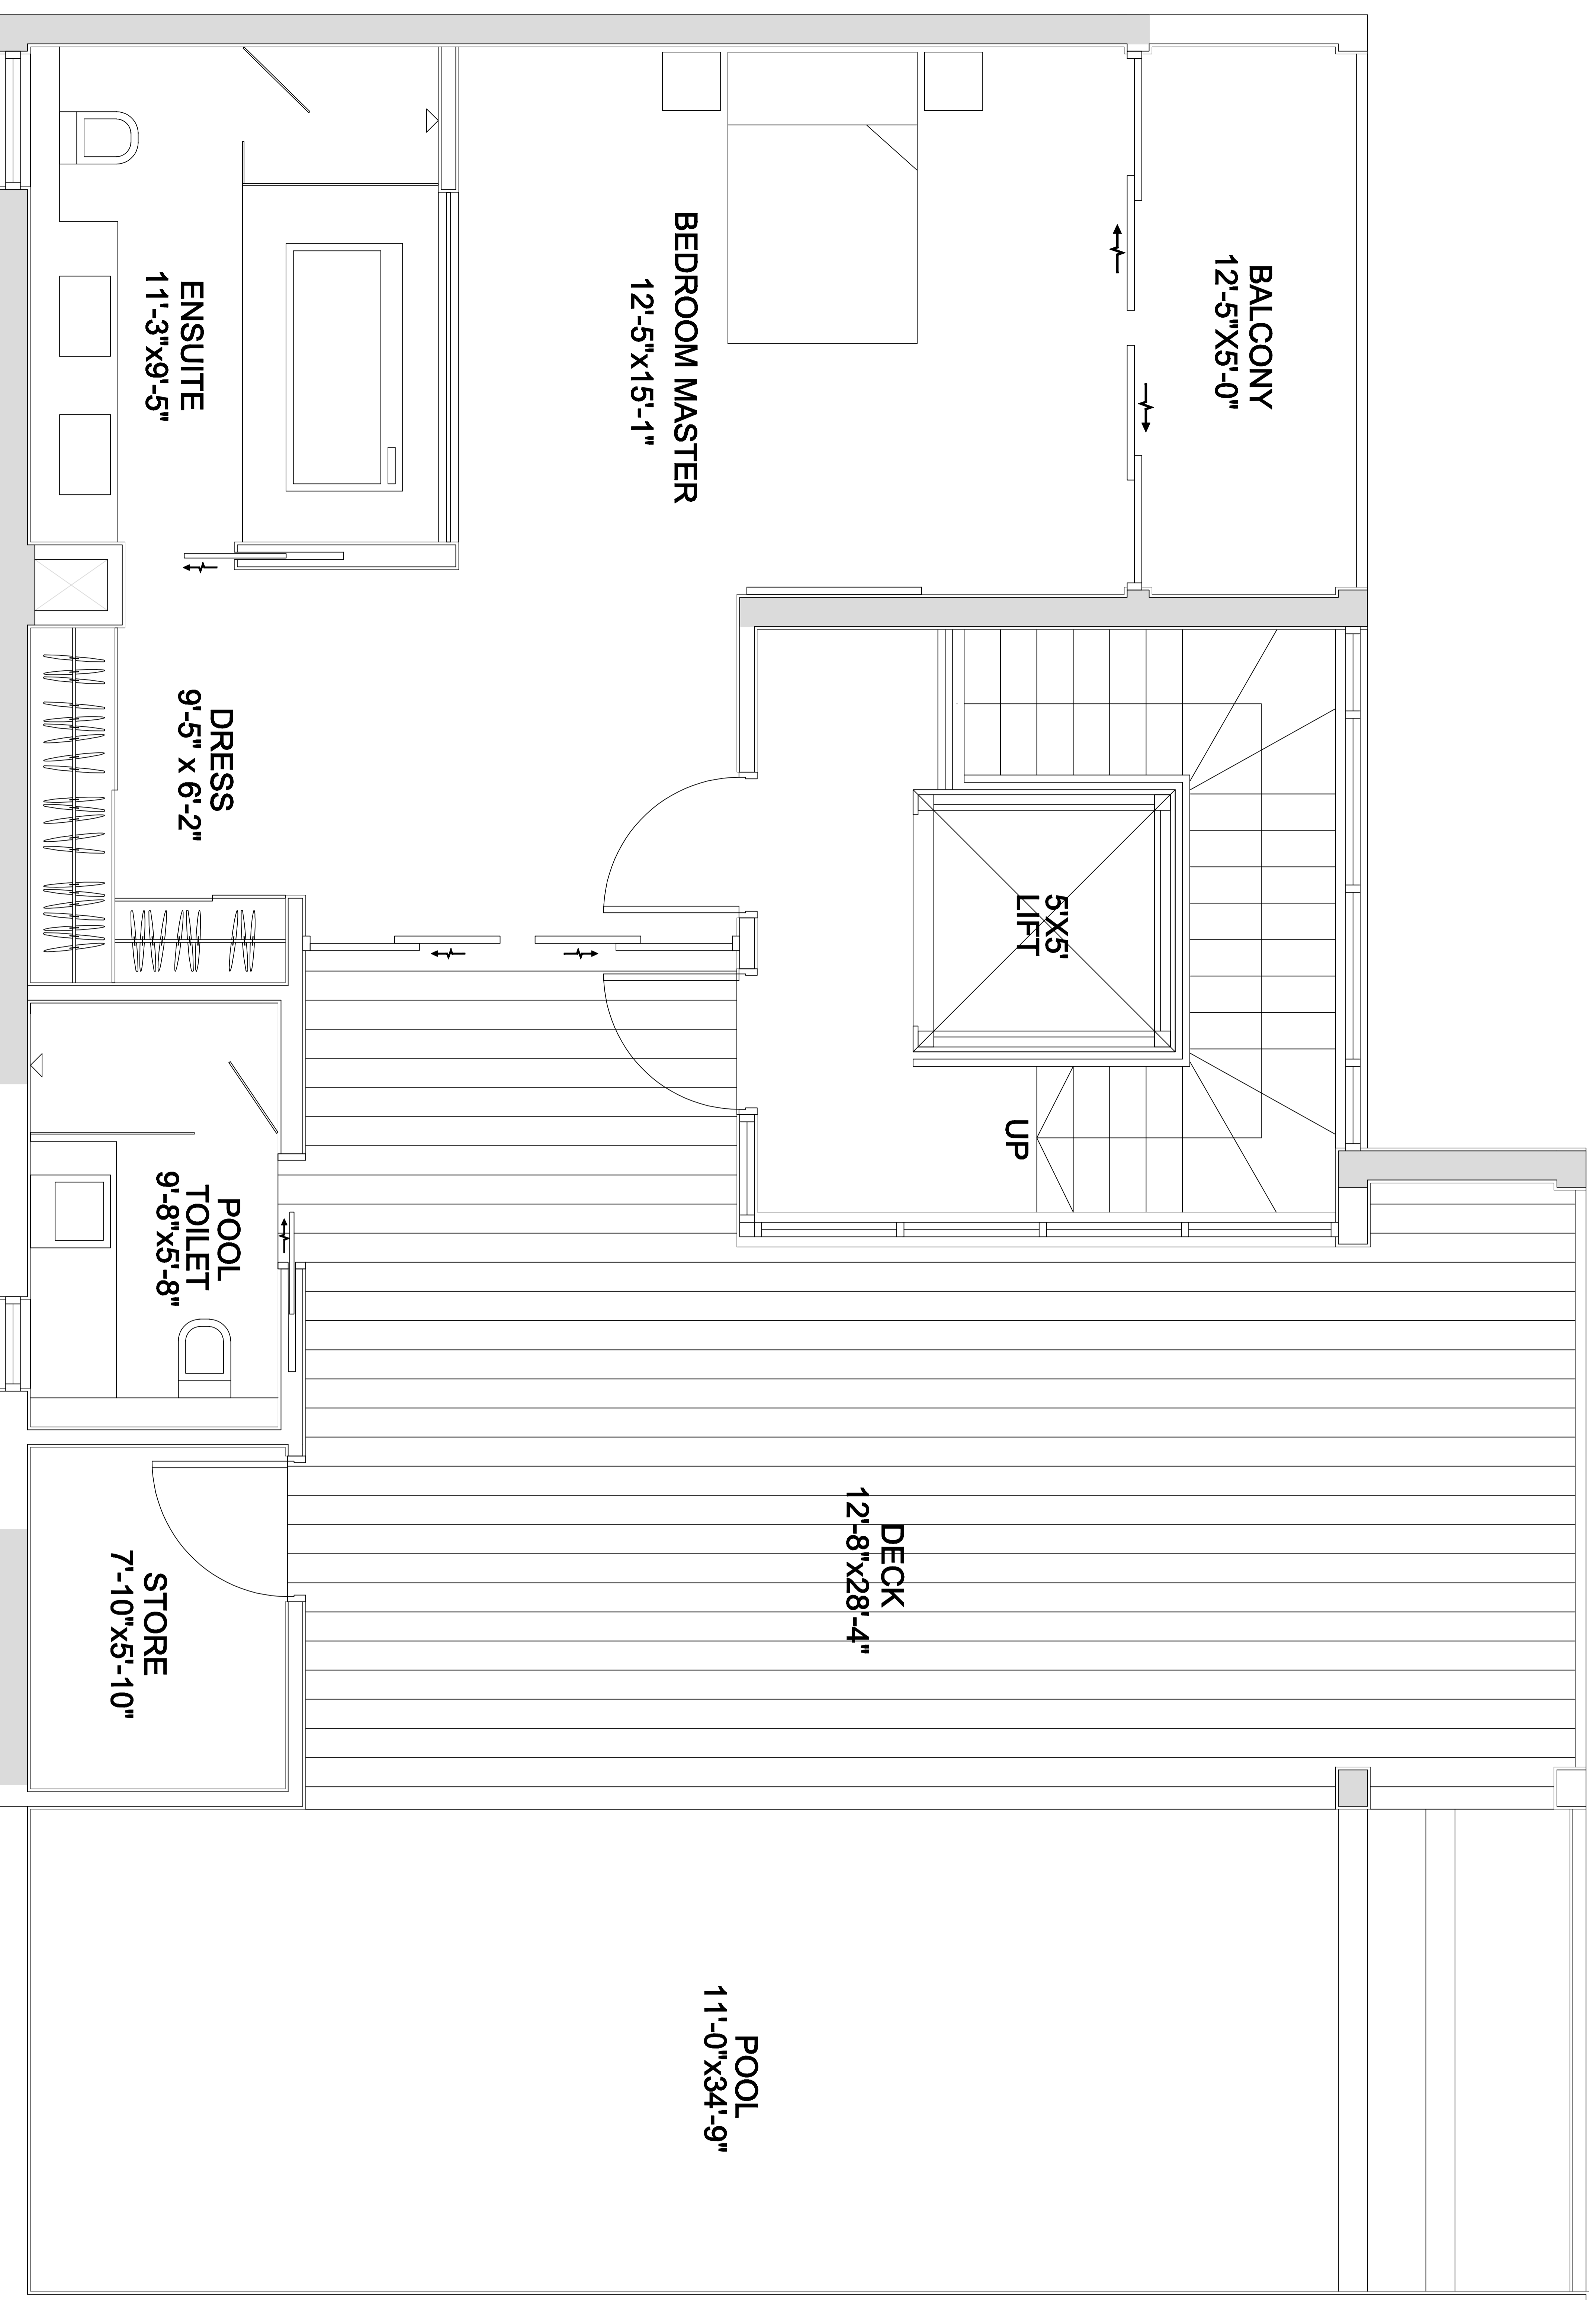 BALCONY
12'-5"X5'-0"
BEDROOM MASTER
12'-5"x15'-1"
ENSUITE
11'-3"x9'-5"
DRESS
9'-5" x 6'-2"
5'X5'
LIFT
UP
POOL
TOILET
9'-8"x5'-8"
DECK
12'-8"x28'-4"
STORE
7'-10"x5'-10"
POOL
11'-0"x34'-9"